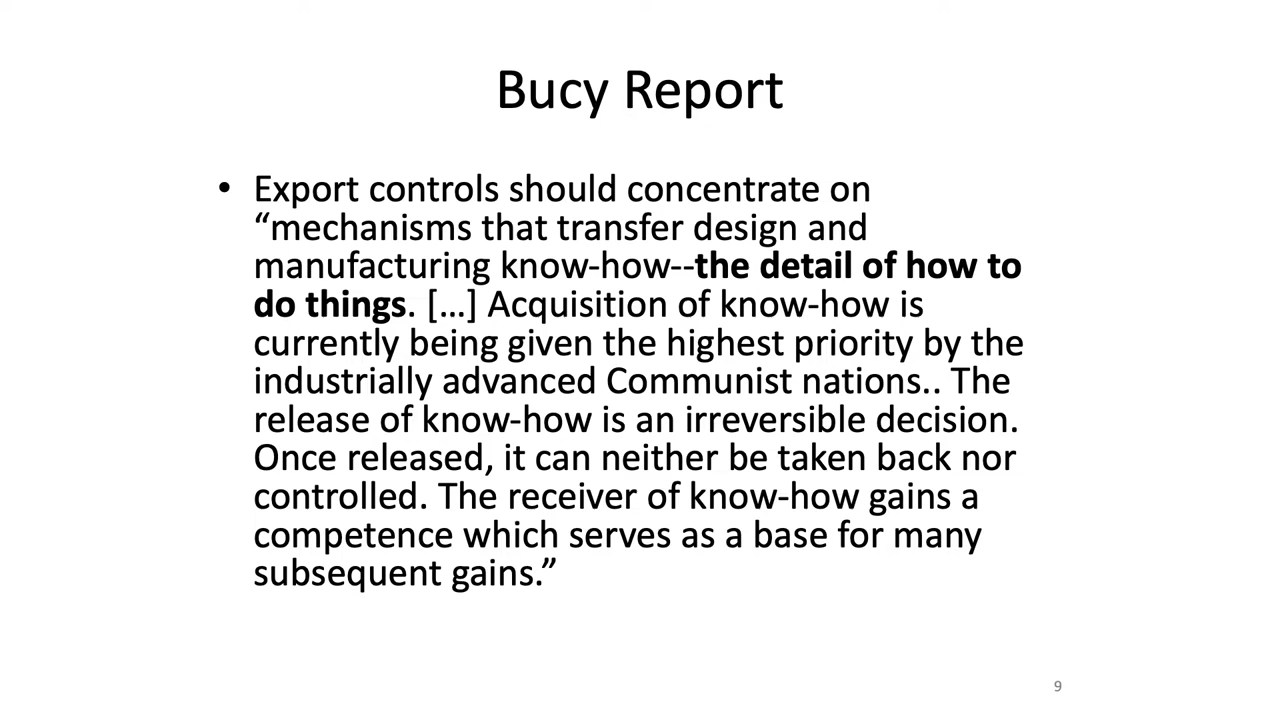 Bucy Report
• Export controls should concentrate on
“mechanisms that transfer design and
manufacturing know-how--the detail of how to
do things. […] Acquisition of know-how is
currently being given the highest priority by the
industrially advanced Communist nations.. The
release of know-how is an irreversible decision.
Once released, it can neither be taken back nor
controlled. The receiver of know-how gains a
competence which serves as a base for many
subsequent gains.”
9